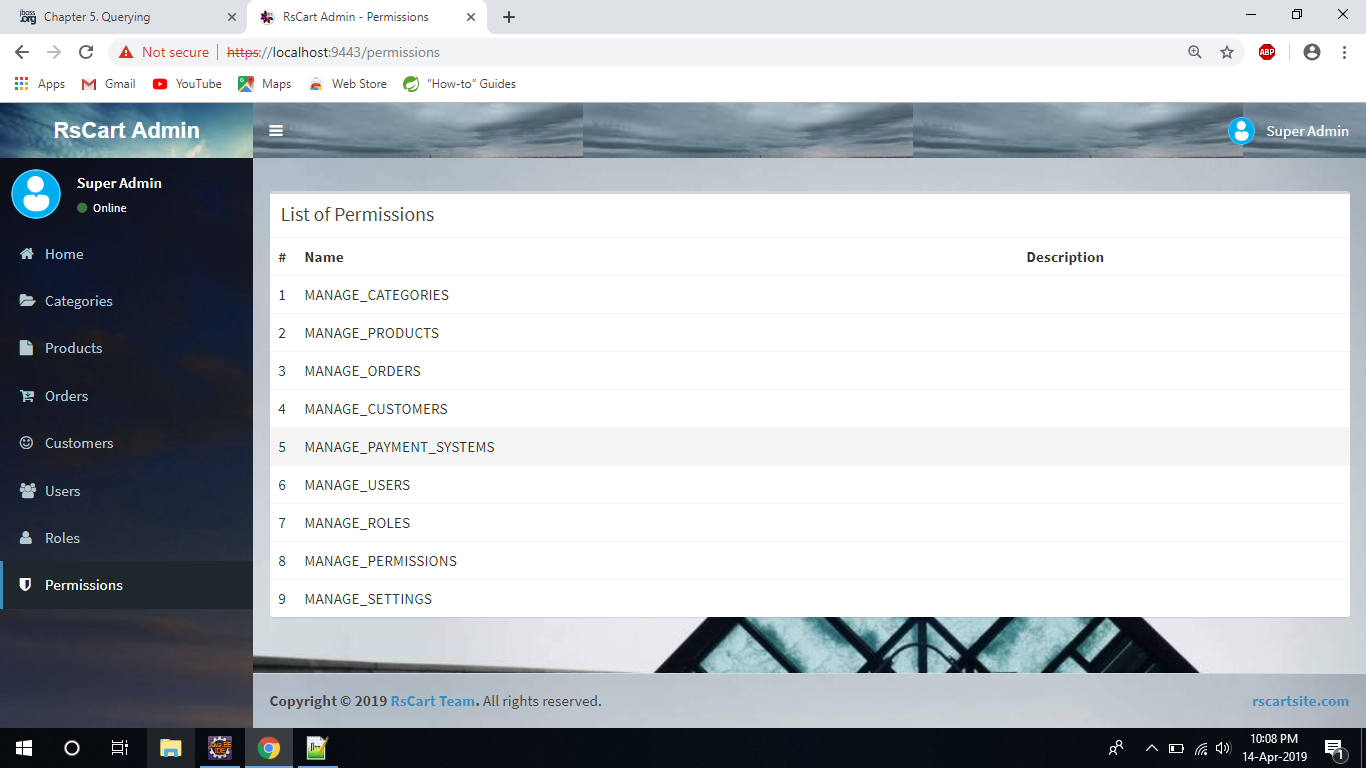 jboss.org Chapter 5. Querying
RsCart Admin - Permissions
Not secure https://localhost:9443/permissions
ABP
Apps Gmail YouTube Maps Web Store “How-to” Guides
RsCart Admin
Super Admin
Super Admin
Online
Home
Categories
Products
Orders
Customers
Users
Roles
Permissions
List of Permissions
# Name Description
1 MANAGE_CATEGORIES
2 MANAGE_PRODUCTS
3 MANAGE_ORDERS
4 MANAGE_CUSTOMERS
5 MANAGE_PAYMENT_SYSTEMS
6 MANAGE_USERS
7 MANAGE_ROLES
8 MANAGE_PERMISSIONS
9 MANAGE_SETTINGS
Copyright © 2019 RsCart Team. All rights reserved.
rscartsite.com
10:08 PM
14-Apr-2019
1